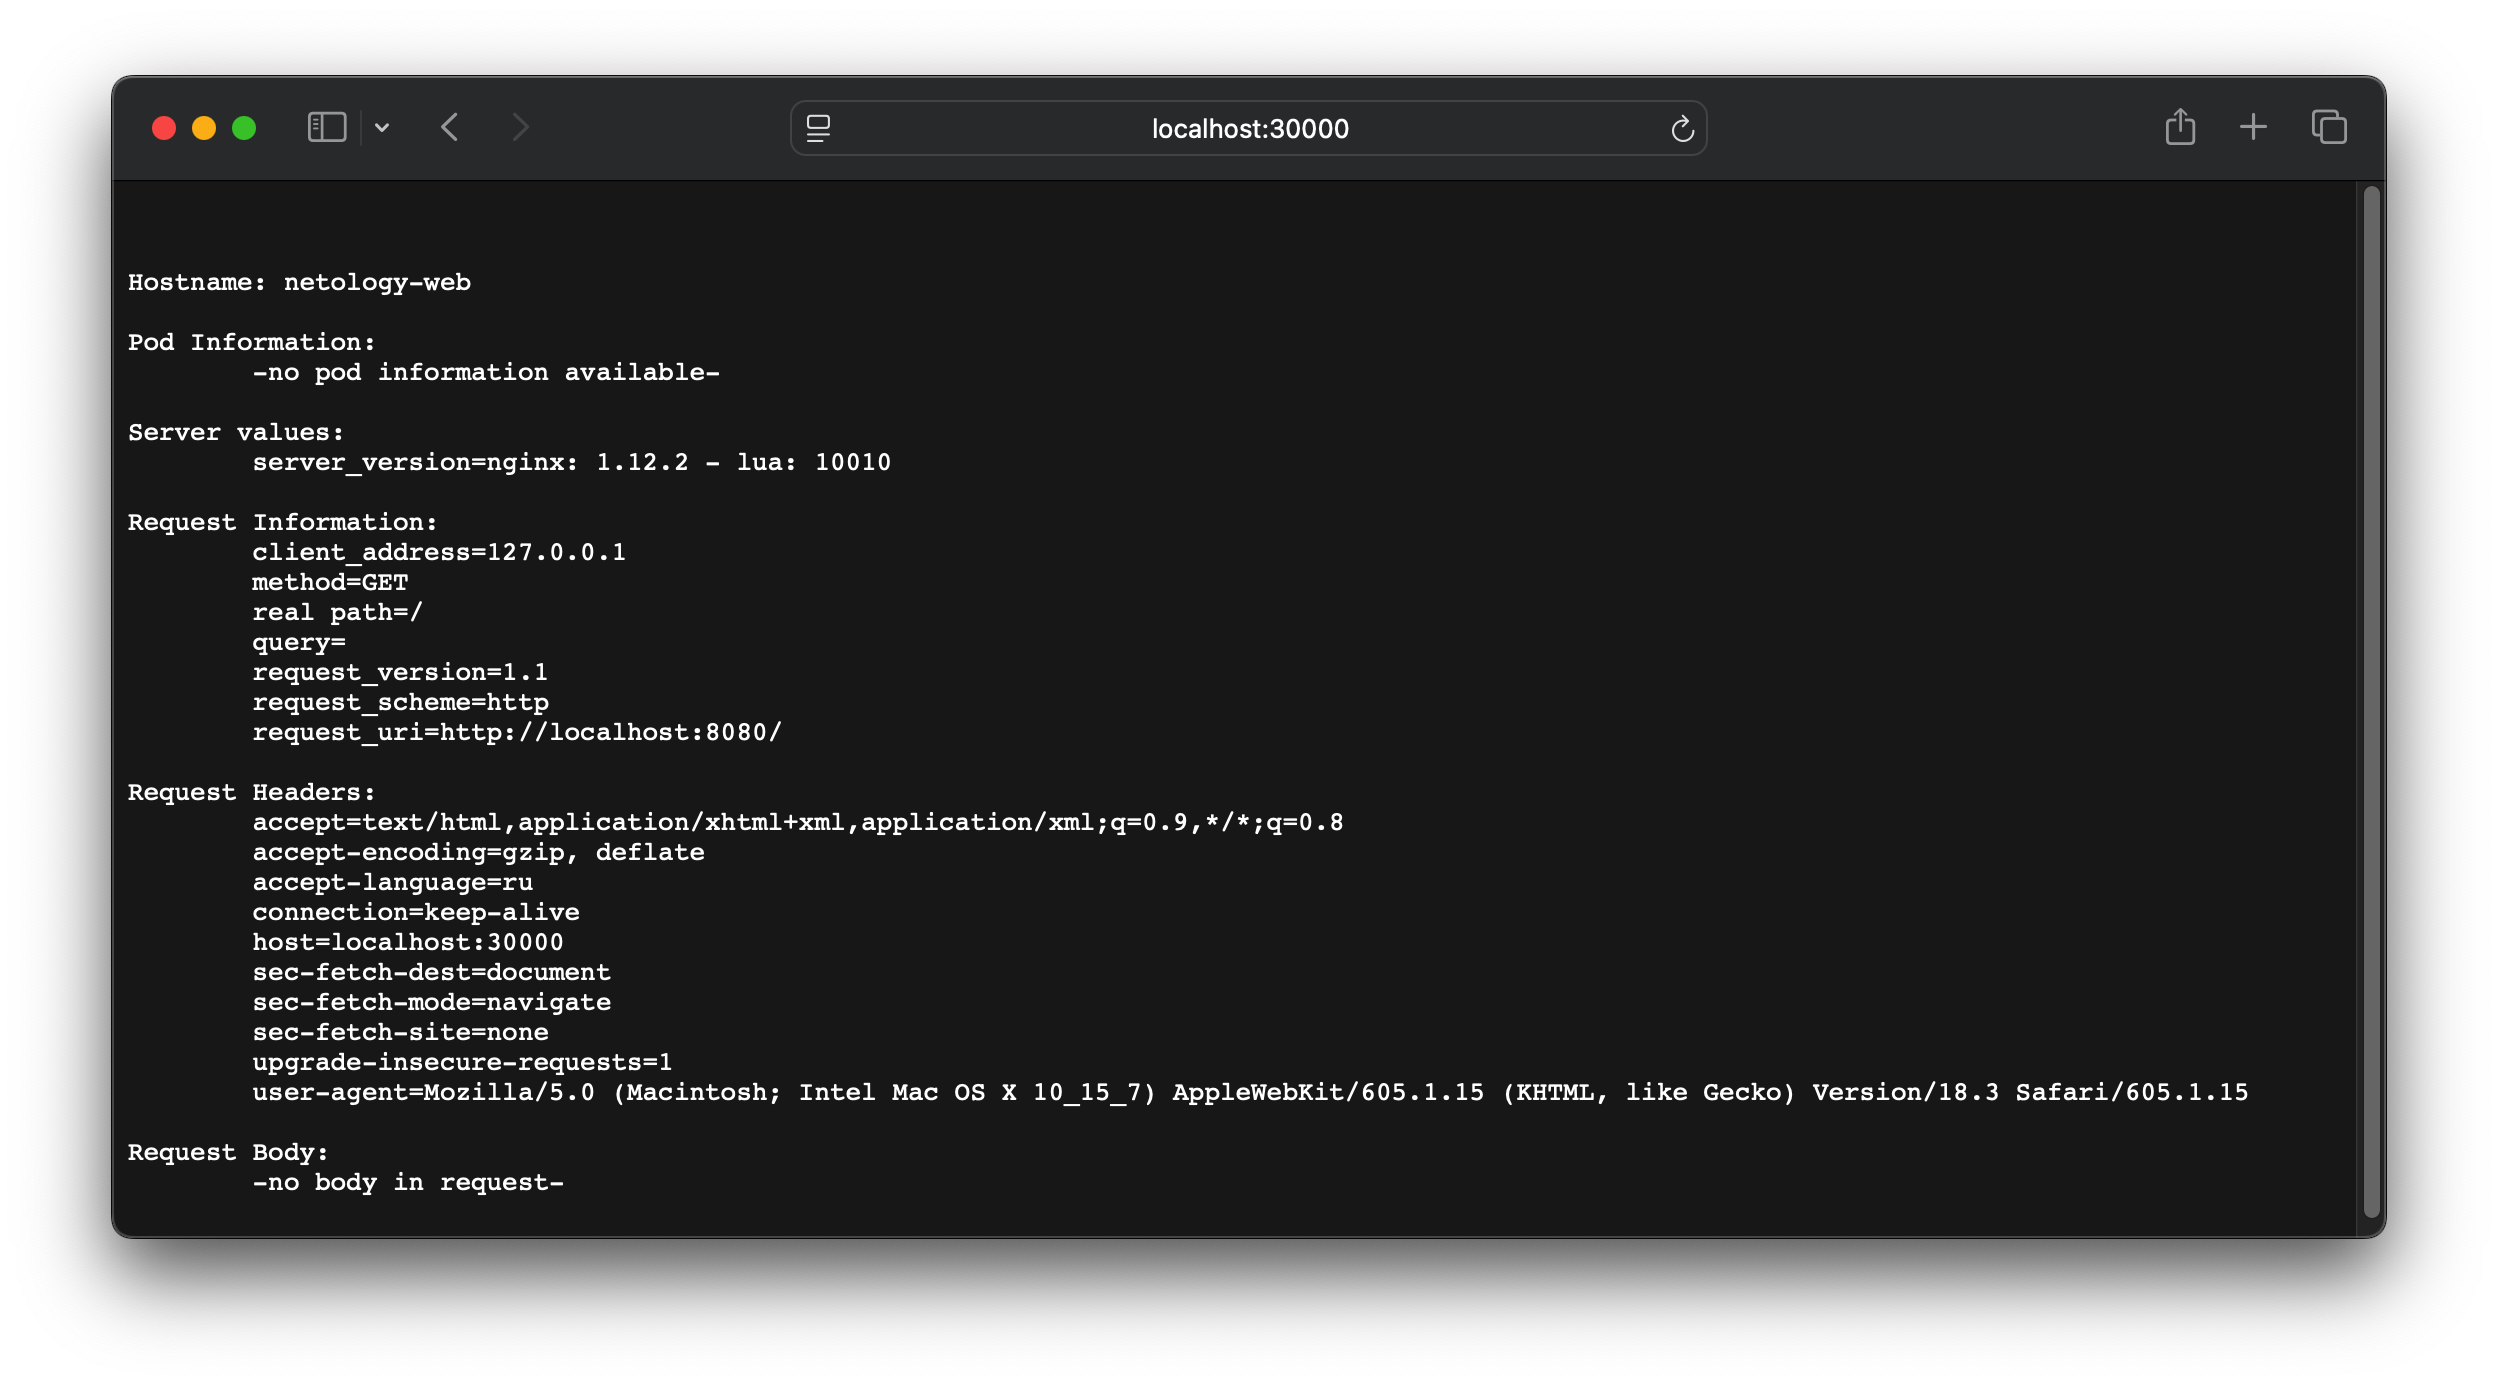 localhost:30000
Hostname: netology-web
Pod Information:
-no pod information available-
Server values:
server_version=nginx: 1.12.2 - lua: 10010
Request Information:
client_address=127.0.0.1
method=GET
real path=/
query=
request_version=1.1
request_scheme=http
request_uri=http://localhost:8080/
Request Headers:
accept=text/html,application/xhtml+xml,application/xml;q=0.9,*/*;q=0.8
accept-encoding=gzip, deflate
accept-language=ru
connection=keep-alive
host=localhost:30000
sec-fetch-dest=document
sec-fetch-mode=navigate
sec-fetch-site=none
upgrade-insecure-requests=1
user-agent=Mozilla/5.0 (Macintosh; Intel Mac OS X 10_15_7) AppleWebKit/605.1.15 (KHTML, like Gecko) Version/18.3 Safari/605.1.15
Request Body:
-no body in request-